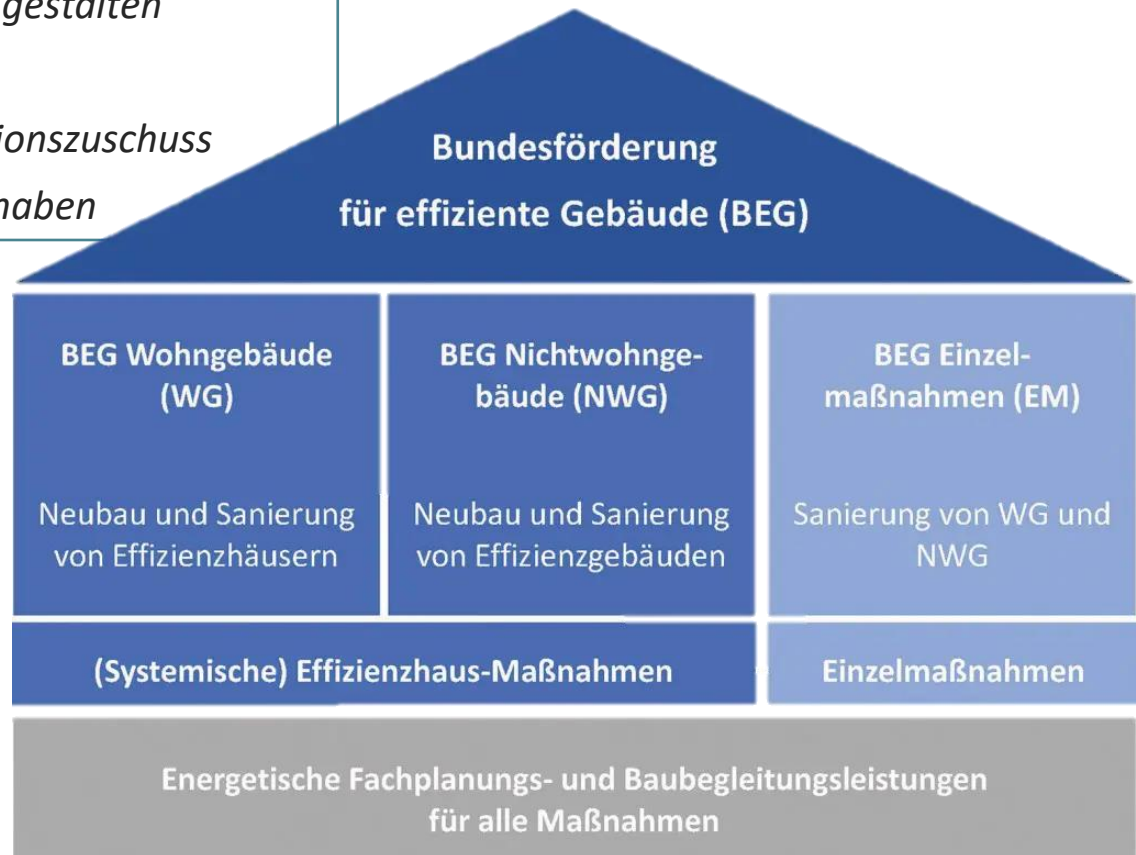 gestalten
ionszuschuss
haben
Bundesförderung
für effiziente Gebäude (BEG)
BEG Wohngebäude
(WG)
Neubau und Sanierung
von Effizienzhäusern
BEG Nichtwohnge-
bäude (NWG)
Neubau und Sanierung
von Effizienzgebäuden
BEG Einzel-
maßnahmen (EM)
Sanierung von WG und
NWG
(Systemische) Effizienzhaus-Maßnahmen
Einzelmaßnahmen
Energetische Fachplanungs- und Baubegleitungsleistungen
für alle Maßnahmen